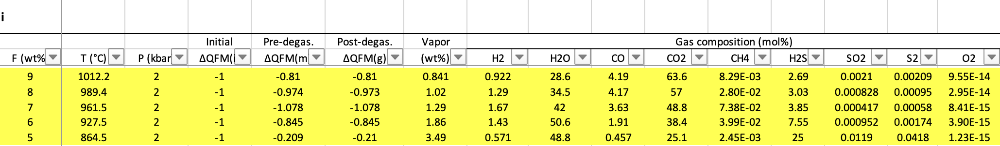 i
Initial Pre-degas. Post-degas. Vapor Gas composition (mol%)
F (wt% T (°C) P (kbar ΔQFM(i ΔQFM(m ΔQFM(g) (wt%) H2 H2O CO CO2 CH4 H2S SO2 S2 O2
9 1012.2 2 -1 -0.81 -0.81 0.841 0.922 28.6 4.19 63.6 8.29E-03 2.69 0.0021 0.00209 9.55E-14
8 989.4 2 -1 -0.974 -0.973 1.02 1.29 34.5 4.17 57 2.80E-02 3.03 0.000828 0.00095 2.95E-14
7 961.5 2 -1 -1.078 -1.078 1.29 1.67 42 3.63 48.8 7.38E-02 3.85 0.000417 0.00058 8.41E-15
6 927.5 2 -1 -0.845 -0.845 1.86 1.43 50.6 1.91 38.4 3.99E-02 7.55 0.000952 0.00174 3.90E-15
5 864.5 2 -1 -0.209 -0.21 3.49 0.571 48.8 0.457 25.1 2.45E-03 25 0.0119 0.0418 1.23E-15